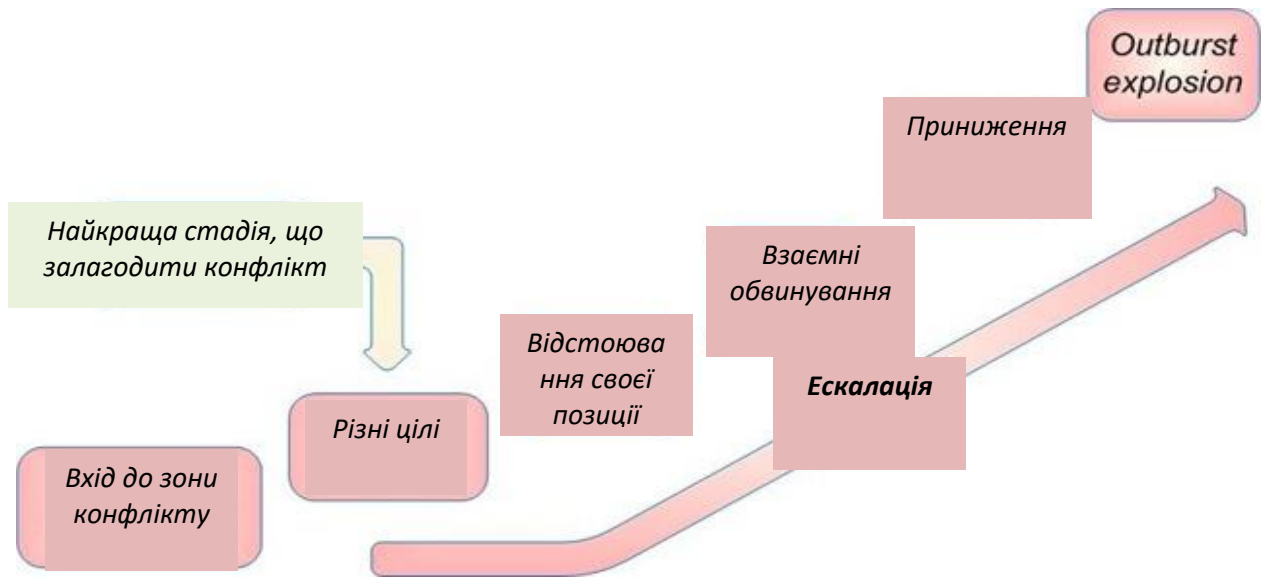 Outburst
explosion
Приниження
Найкраща стадія, що
залагодити конфлікт
Взаємні
обвинування
Відстоюва
ння своєї
позиції
Ескалація
Різні цілі
Вхід до зони
конфлікту